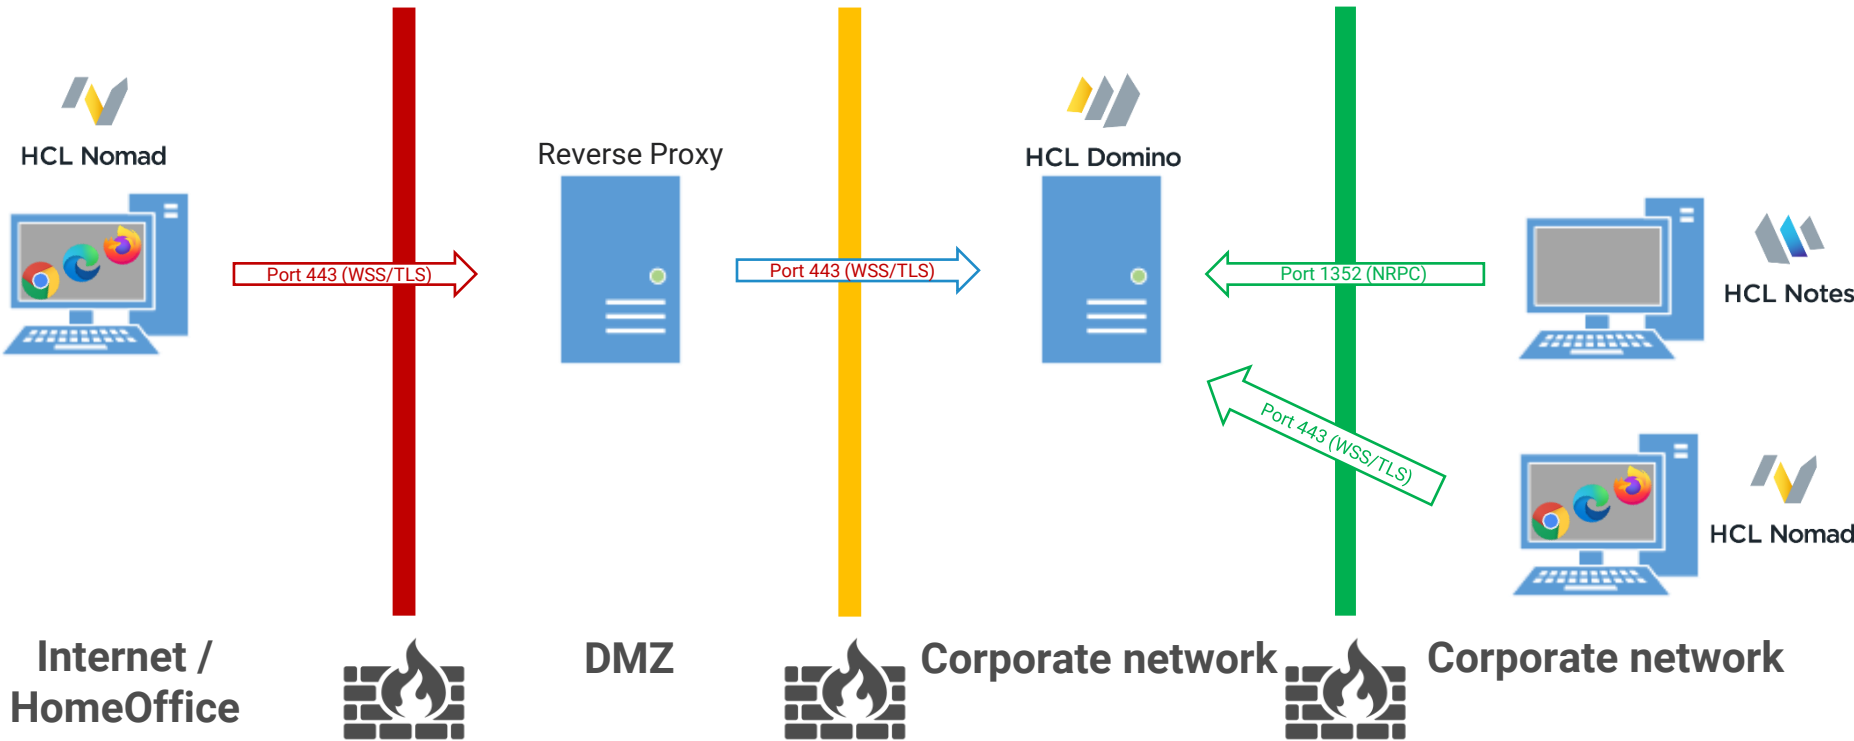 HCL Nomad
Reverse Proxy
HCL Domino
HCL Notes
Port 443 (WSS/TLS)
Port 443 (WSS/TLS)
Port 1352 (NRPC)
Port 443 (WSS/TLS)
HCL Nomad
Internet /
HomeOffice
DMZ
Corporate network
Corporate network